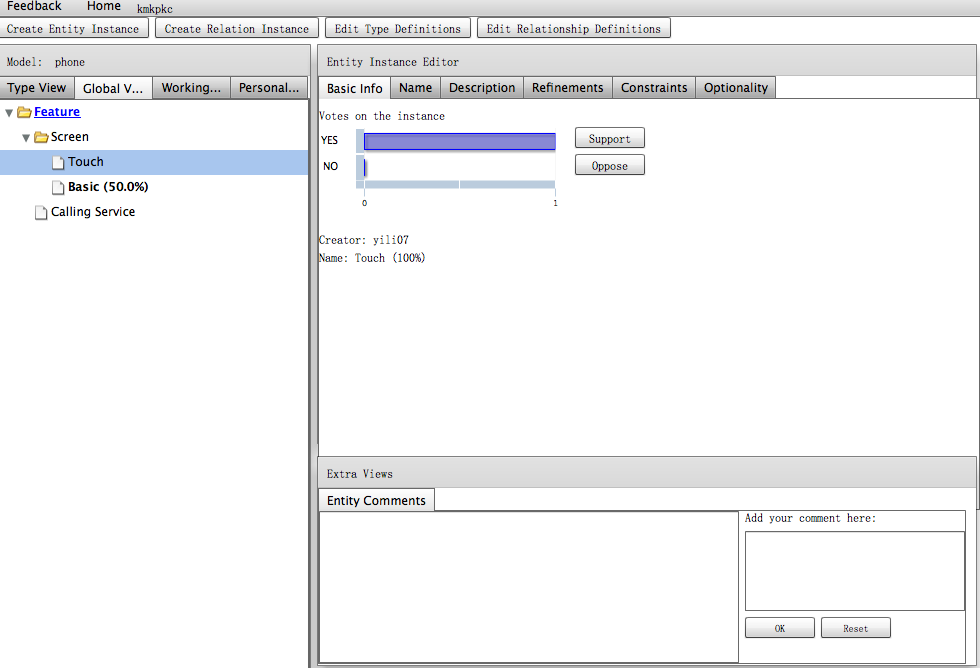 Feedback Home kmkpkc
Create Entity Instance Create Relation Instance Edit Type Definitions Edit Relationship Definitions
Model: phone
Type View Global V... Working... Personal...
Feature
Screen
Touch
Basic (50.0%)
Calling Service
Entity Instance Editor
Basic Info Name Description Refinements Constraints Optionality
Votes on the instance
YES Support
NO Oppose
0 1
Creator: yili07
Name: Touch (100%)
Extra Views
Entity Comments
Add your comment here:
OK Reset